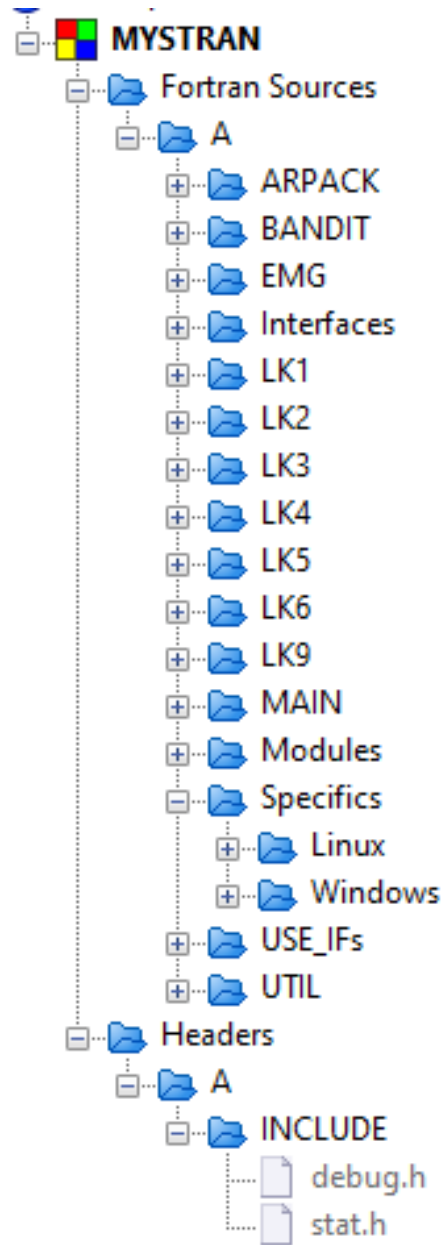 MYSTRAN
Fortran Sources
A
ARPACK
BANDIT
EMG
Interfaces
LK1
LK2
LK3
LK4
LK5
LK6
LK9
MAIN
Modules
Specifics
Linux
Windows
USE_IFs
UTIL
Headers
A
INCLUDE
debug.h
stat.h